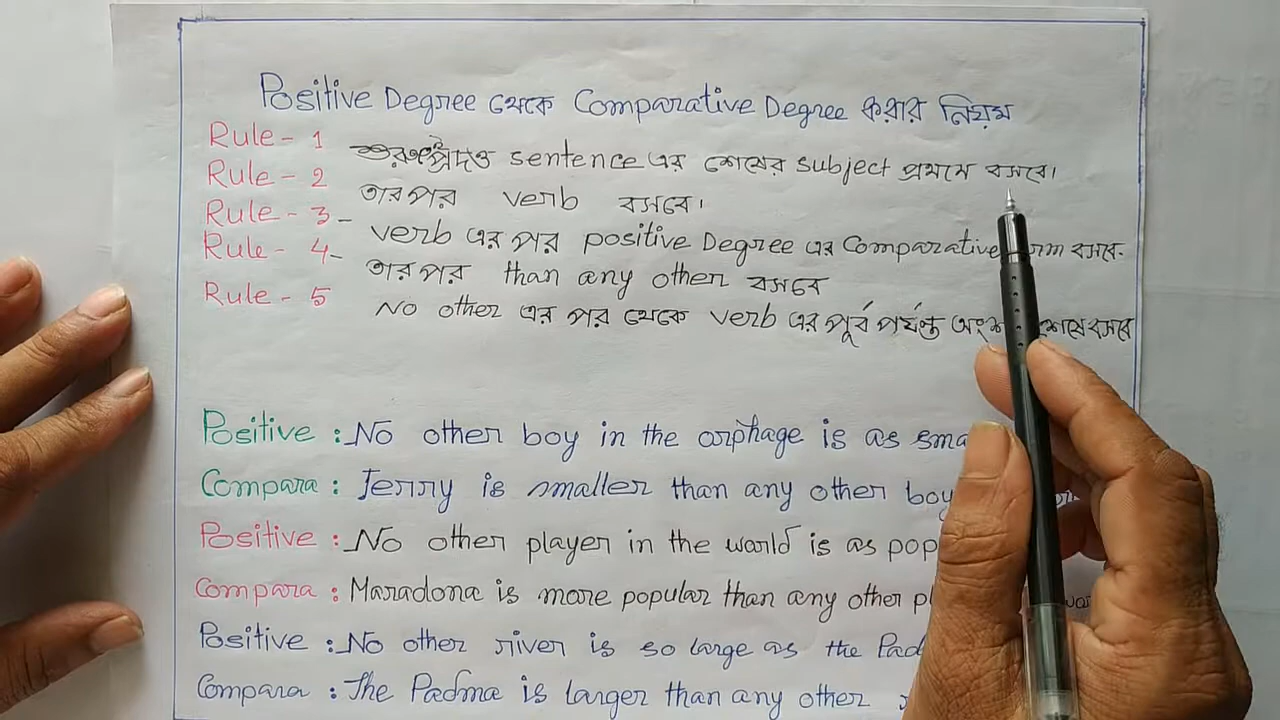 Positive Degree থেকে Comparative Degree করার নিয়ম
Rule - 1 প্রদত্ত sentence এর শেষের subject প্রথমে বসবে।
Rule - 2 তারপর verb বসবে।
Rule - 3 - verb এর পর positive Degree এর Comparative বসবে-
Rule - 4 - তারপর than any other বসবে
Rule - 5 No other এর পর থেকে verb এর পূর্ব পর্যন্ত বসবে
Positive : No other boy in the orphage is as
Compara : Jerry is smaller than any other boy
Positive : No other player in the world is as
Compara : Maradona is more popular than any other
Positive : No other river is so large as the
Compara : The Padma is larger than any other